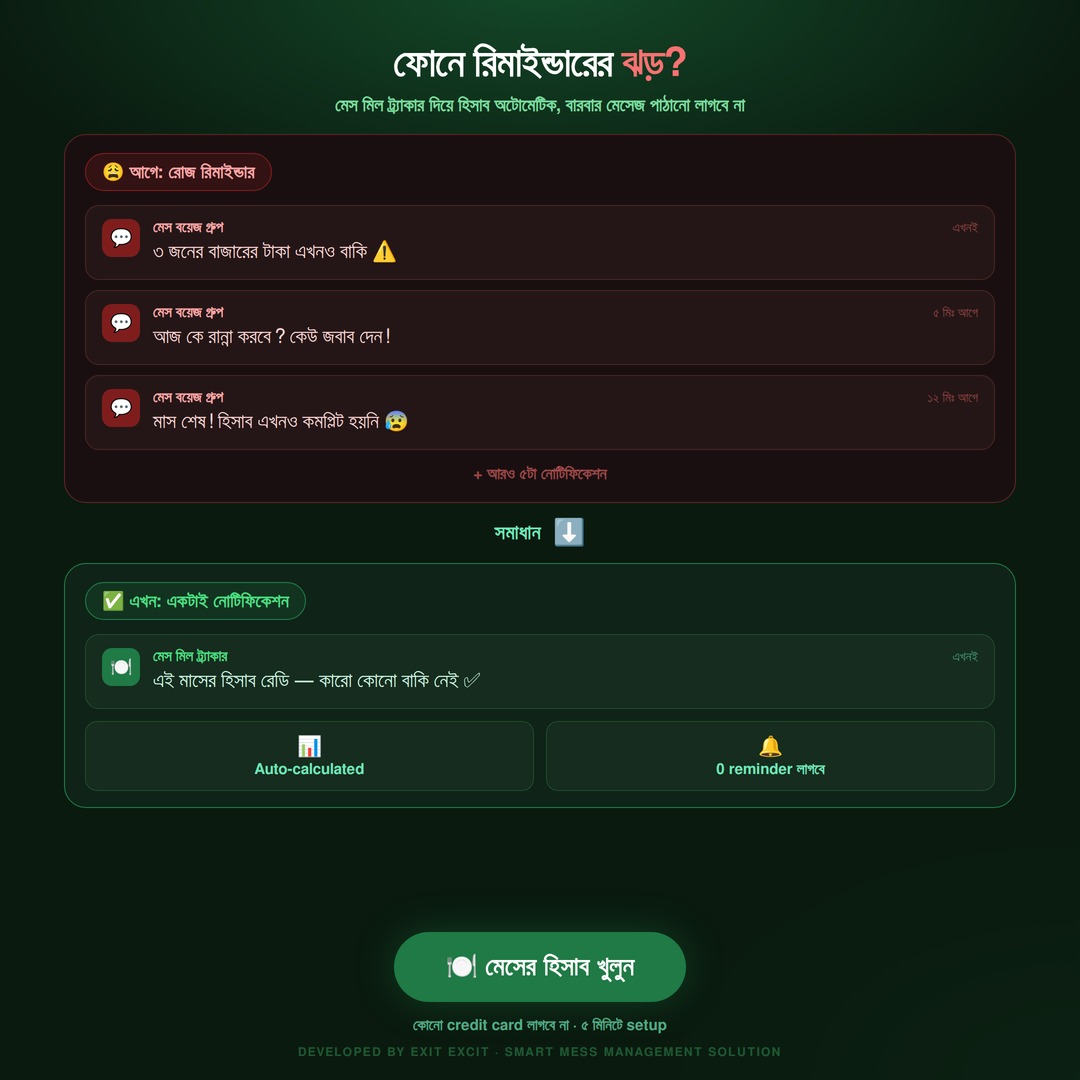 ফোনে রিমাইন্ডারের ঝড়?
মেস মিল ট্র্যাকার দিয়ে হিসাব অটোমেটিক, বারবার মেসেজ পাঠানো লাগবে না
😩 আগে: রোজ রিমাইন্ডার
মেস বয়েজ গ্রুপ
এখনই
৩ জনের বাজারের টাকা এখনও বাকি ⚠️
মেস বয়েজ গ্রুপ
৫ মিঃ আগে
আজ কে রান্না করবে? কেউ জবাব দেন!
মেস বয়েজ গ্রুপ
১২ মিঃ আগে
মাস শেষ! হিসাব এখনও কমপ্লিট হয়নি 😰
+ আরও ৫টা নোটিফিকেশন
সমাধান ⬇️
✅ এখন: একটাই নোটিফিকেশন
মেস মিল ট্র্যাকার
এখনই
এই মাসের হিসাব রেডি — কারো কোনো বাকি নেই ✅
📊
Auto-calculated
🔔
0 reminder লাগবে
🍽️ মেসের হিসাব খুলুন
কোনো credit card লাগবে না · ৫ মিনিটে setup
DEVELOPED BY EXIT EXCIT · SMART MESS MANAGEMENT SOLUTION